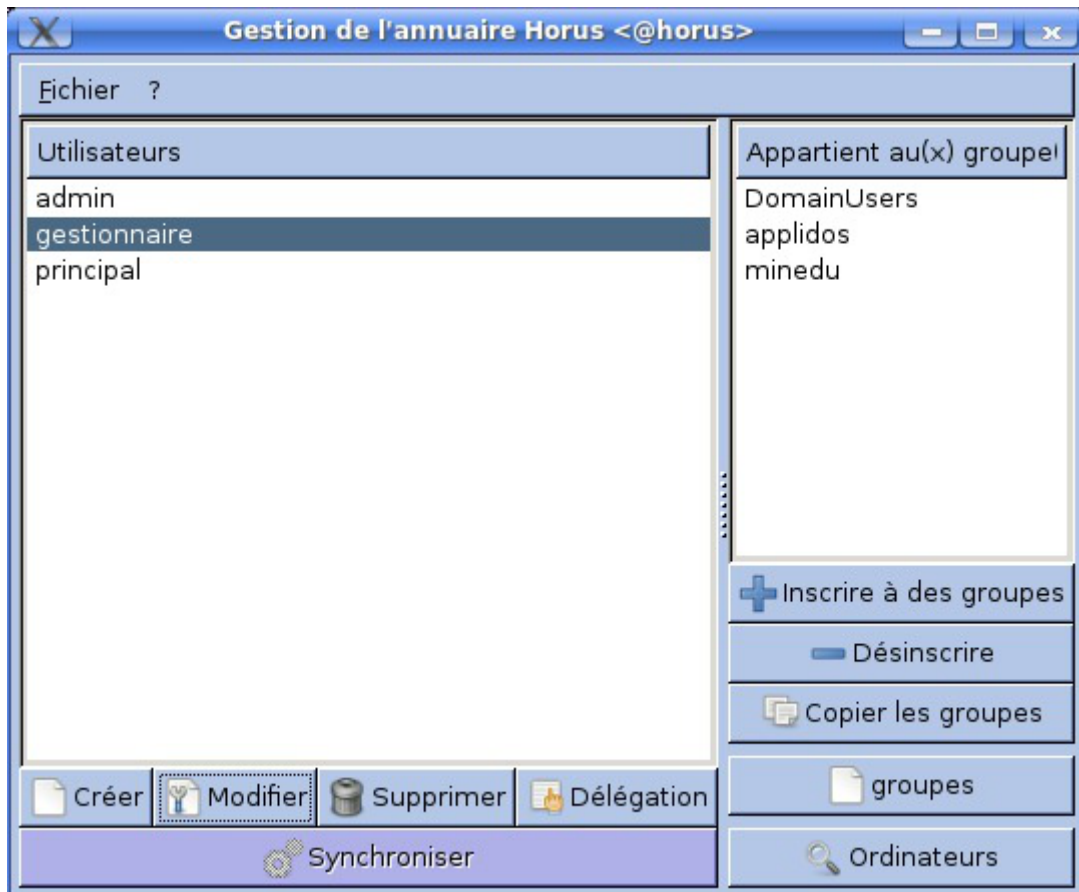 Gestion de l'annuaire Horus <@horus>
Fichier ?
Utilisateurs
admin
gestionnaire
principal
Appartient au(x) groupe(
DomainUsers
applidos
minedu
Inscrire à des groupes
Désinscrire
Copier les groupes
groupes
Ordinateurs
Créer Modifier Supprimer Délégation
Synchroniser